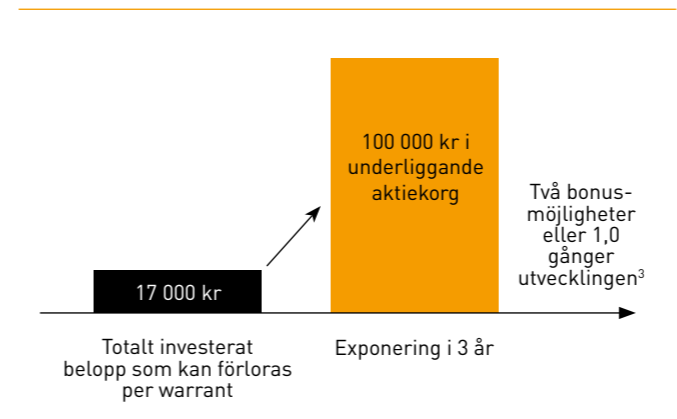 100 000 kr i
underliggande
aktiekorg
Två bonus-
möjligheter
eller 1,0
gånger
utvecklingen³
17 000 kr
Totalt investerat
belopp som kan förloras
per warrant
Exponering i 3 år